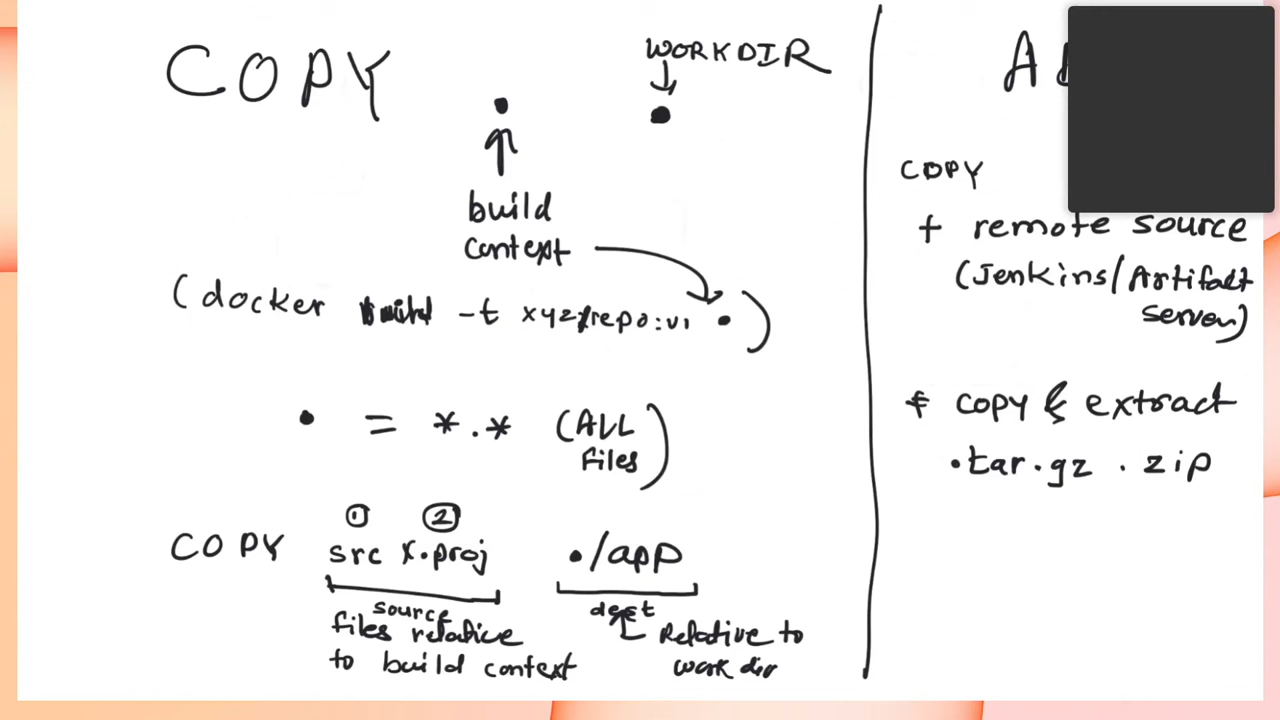 COPY
WORKDIR
build
context
(docker build -t xyz/repo:v1 .)
. = *.* (ALL
files)
① ②
COPY src x.proj ./app
source dest
files relative Relative to
to build context work dir
COPY
+ remote source
(Jenkins/Artifact
server)
+ copy & extract
.tar.gz .zip